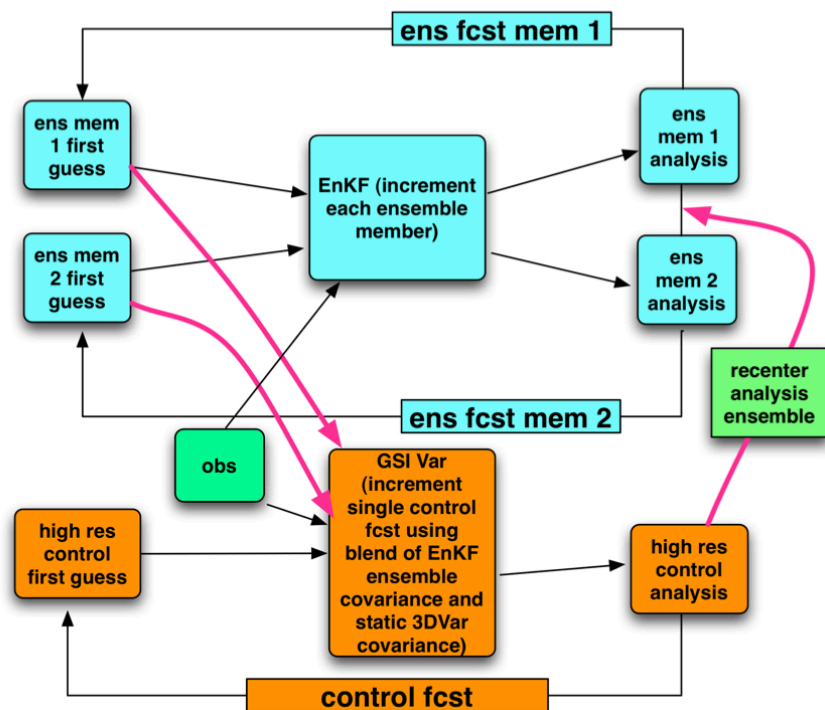 ens fcst mem 1
ens mem
1 first
guess
ens
mem 1
analysis
EnKF (increment
each ensemble
member)
ens mem
2 first
guess
ens
mem 2
analysis
recenter
analysis
ensemble
ens fcst mem 2
obs
GSI Var
(increment
single control
fcst using
blend of EnKF
ensemble
covariance and
static 3DVar
covariance)
high res
control
first guess
high res
control
analysis
control fcst